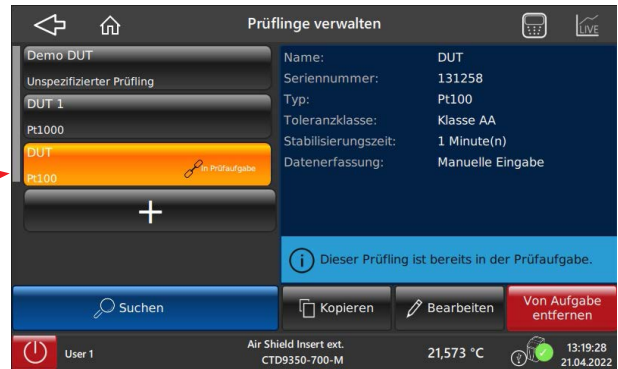 Prüflinge verwalten
LIVE
Demo DUT
Unspezifizierter Prüfling
DUT 1
Pt1000
DUT
Pt100
In Prüfaufgabe
+
Name: DUT
Seriennummer: 131258
Typ: Pt100
Toleranzklasse: Klasse AA
Stabilisierungszeit: 1 Minute(n)
Datenerfassung: Manuelle Eingabe
i Dieser Prüfling ist bereits in der Prüfaufgabe.
Suchen
Kopieren
Bearbeiten
Von Aufgabe
entfernen
User 1
Air Shield Insert ext.
CTD9350-700-M
21,573 °C
13:19:28
21.04.2022